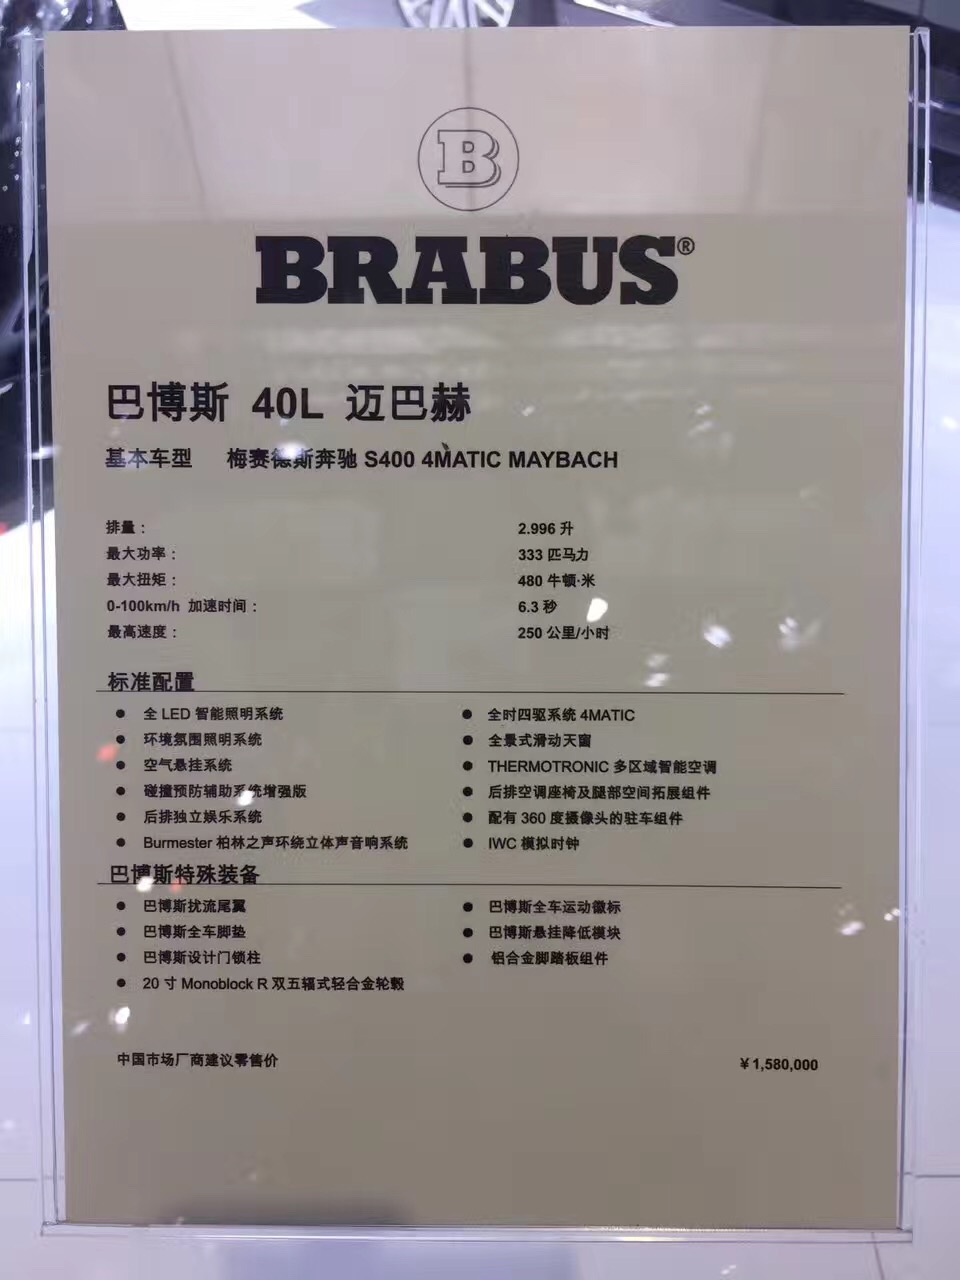 B
BRABUS®
巴博斯 40L 迈巴赫
基本车型 梅赛德斯奔驰 S400 4MATIC MAYBACH
排量： 2.996 升
最大功率： 333 匹马力
最大扭矩： 480 牛顿·米
0-100km/h 加速时间： 6.3 秒
最高速度： 250 公里/小时
标准配置
● 全 LED 智能照明系统 ● 全时四驱系统 4MATIC
● 环境氛围照明系统 ● 全景式滑动天窗
● 空气悬挂系统 ● THERMOTRONIC 多区域智能空调
● 碰撞预防辅助系统增强版 ● 后排空调座椅及腿部空间拓展组件
● 后排独立娱乐系统 ● 配有 360 度摄像头的驻车组件
● Burmester 柏林之声环绕立体声音响系统 ● IWC 模拟时钟
巴博斯特殊装备
● 巴博斯扰流尾翼 ● 巴博斯全车运动徽标
● 巴博斯全车脚垫 ● 巴博斯悬挂降低模块
● 巴博斯设计门锁柱 ● 铝合金脚踏板组件
● 20 寸 Monoblock R 双五辐式轻合金轮毂
中国市场厂商建议零售价 ￥1,580,000